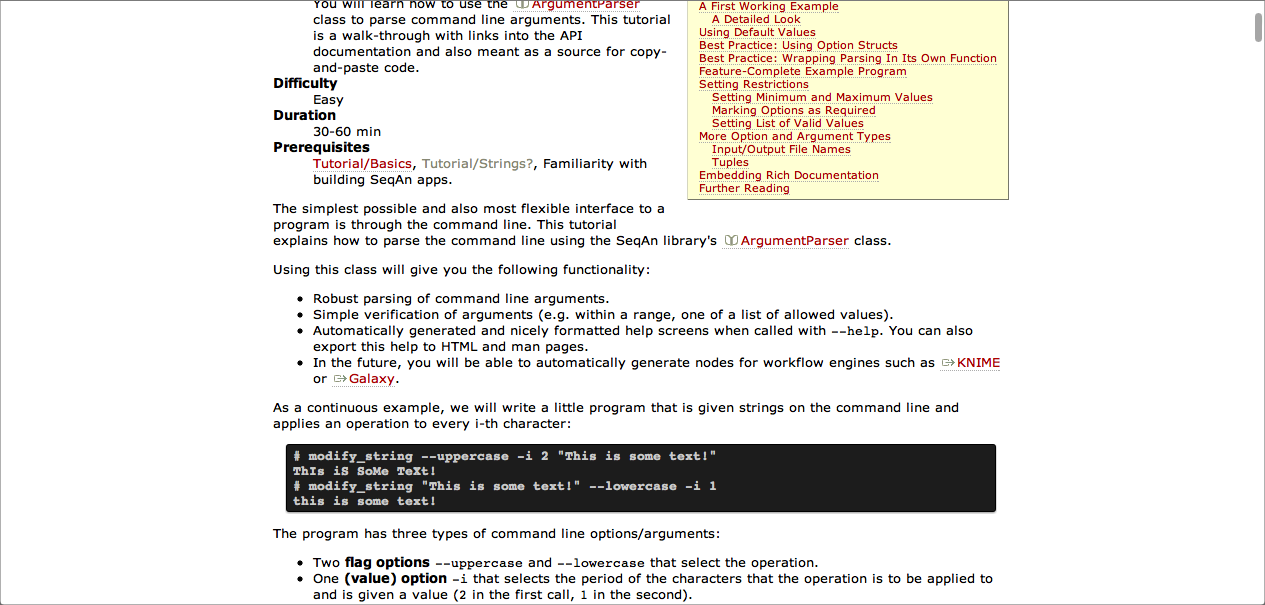 You will learn how to use the ArgumentParser
class to parse command line arguments. This tutorial
is a walk-through with links into the API
documentation and also meant as a source for copy-
and-paste code.
Difficulty
Easy
Duration
30-60 min
Prerequisites
Tutorial/Basics, Tutorial/Strings?, Familiarity with
building SeqAn apps.
A First Working Example
A Detailed Look
Using Default Values
Best Practice: Using Option Structs
Best Practice: Wrapping Parsing In Its Own Function
Feature-Complete Example Program
Setting Restrictions
Setting Minimum and Maximum Values
Marking Options as Required
Setting List of Valid Values
More Option and Argument Types
Input/Output File Names
Tuples
Embedding Rich Documentation
Further Reading
The simplest possible and also most flexible interface to a
program is through the command line. This tutorial
explains how to parse the command line using the SeqAn library's ArgumentParser class.
Using this class will give you the following functionality:
• Robust parsing of command line arguments.
• Simple verification of arguments (e.g. within a range, one of a list of allowed values).
• Automatically generated and nicely formatted help screens when called with --help. You can also
export this help to HTML and man pages.
• In the future, you will be able to automatically generate nodes for workflow engines such as KNIME
or Galaxy.
As a continuous example, we will write a little program that is given strings on the command line and
applies an operation to every i-th character:
# modify_string --uppercase -i 2 "This is some text!"
ThIs iS SoMe TeXt!
# modify_string "This is some text!" --lowercase -i 1
this is some text!
The program has three types of command line options/arguments:
• Two flag options --uppercase and --lowercase that select the operation.
• One (value) option -i that selects the period of the characters that the operation is to be applied to
and is given a value (2 in the first call, 1 in the second).